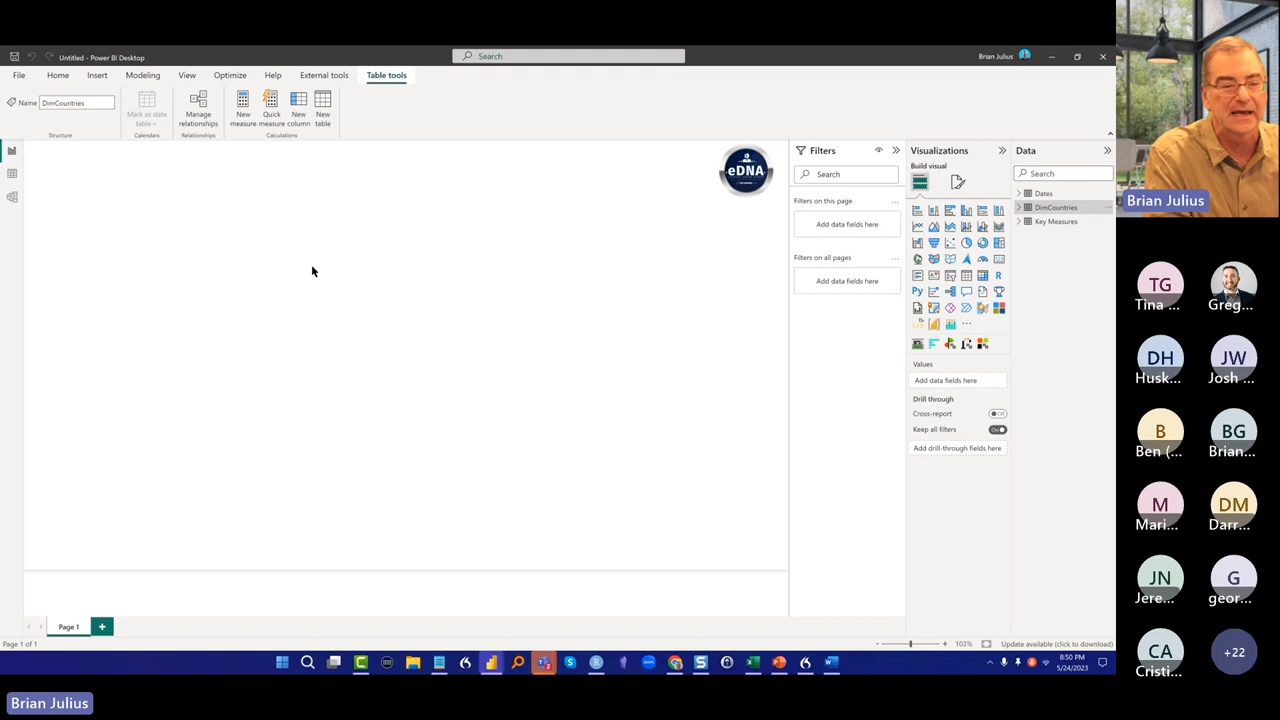 Untitled - Power BI Desktop
Search
Brian Julius
File
Home
Insert
Modeling
View
Optimize
Help
External tools
Table tools
Name
DimCountries
Mark as date
table
Manage
relationships
New
measure
Quick
measure
New
column
New
table
Structure
Calendars
Relationships
Calculations
eDNA
Filters
Search
Filters on this page
...
Add data fields here
Filters on all pages
...
Add data fields here
Visualizations
Build visual
R
Py
...
Values
Add data fields here
Drill through
Cross-report
Off
Keep all filters
On
Add drill-through fields here
Data
Search
Dates
DimCountries
...
Key Measures
Page 1
Page 1 of 1
103%
Update available (click to download)
8:50 PM
5/24/2023
Brian Julius
Brian Julius
TG
Tina ...
Greg...
DH
Husk...
JW
Josh ...
B
Ben (...
BG
Brian...
M
Mari...
DM
Darr...
JN
Jere...
G
geor...
CA
Cristi...
+22